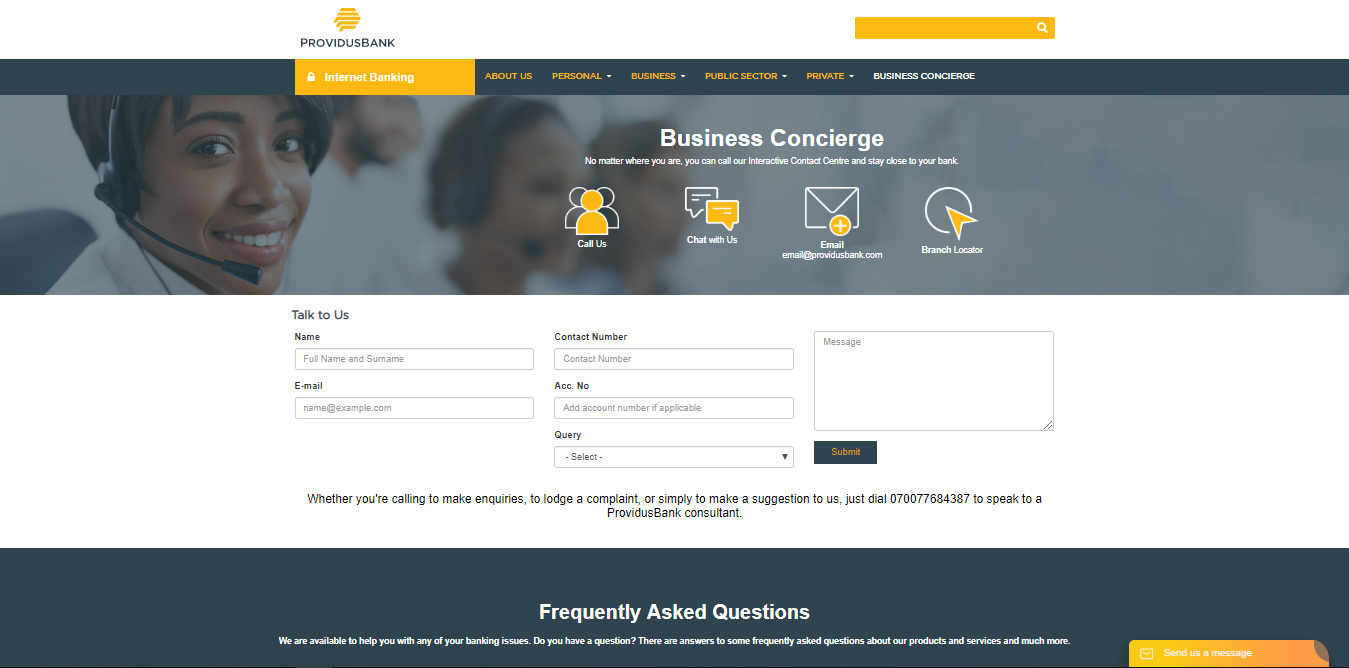 PROVIDUSBANK
Internet Banking
ABOUT US
PERSONAL
BUSINESS
PUBLIC SECTOR
PRIVATE
BUSINESS CONCIERGE
Business Concierge
No matter where you are, you can call our Interactive Contact Centre and stay close to your bank.
Call Us
Chat with Us
Email
email@providusbank.com
Branch Locator
Talk to Us
Name
Full Name and Surname
E-mail
name@example.com
Contact Number
Contact Number
Acc. No
Add account number if applicable
Query
- Select -
Message
Submit
Whether you're calling to make enquiries, to lodge a complaint, or simply to make a suggestion to us, just dial 070077684387 to speak to a
ProvidusBank consultant.
Frequently Asked Questions
We are available to help you with any of your banking issues. Do you have a question? There are answers to some frequently asked questions about our products and services and much more.
Send us a message